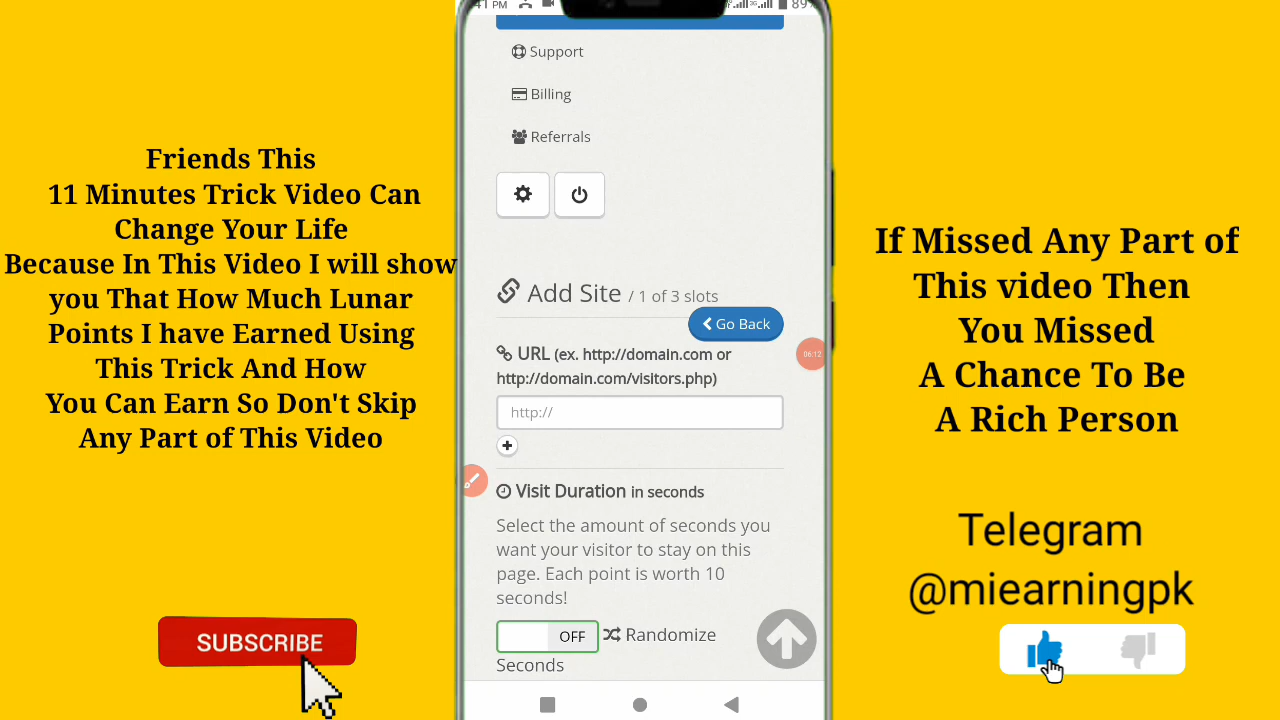 Friends This
11 Minutes Trick Video Can
Change Your Life
Because In This Video I will show
you That How Much Lunar
Points I have Earned Using
This Trick And How
You Can Earn So Don't Skip
Any Part of This Video
SUBSCRIBE
41 PM
89%
Support
Billing
Referrals
Add Site / 1 of 3 slots
Go Back
URL (ex. http://domain.com or
http://domain.com/visitors.php)
http://
06:12
Visit Duration in seconds
Select the amount of seconds you
want your visitor to stay on this
page. Each point is worth 10
seconds!
OFF Randomize
Seconds
If Missed Any Part of
This video Then
You Missed
A Chance To Be
A Rich Person
Telegram
@miearningpk